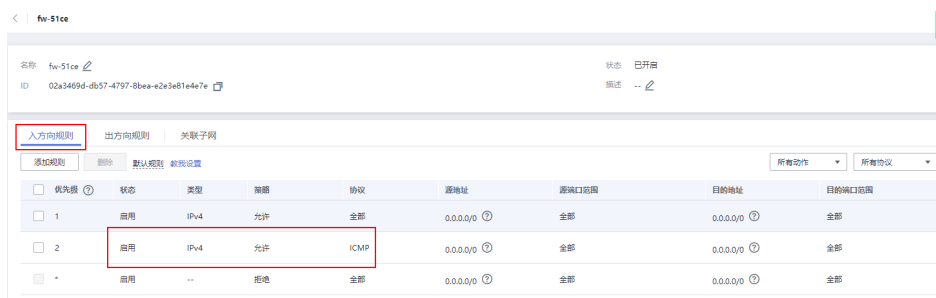 fw-51ce
名称 fw-51ce 状态 已开启
ID 02a3469d-db57-4797-8bea-e2e3e81e4e7e 描述 --
入方向规则 出方向规则 关联子网
添加规则 删除 默认规则 教我设置 所有动作 所有协议
优先级 状态 类型 策略 协议 源地址 源端口范围 目的地址 目的端口范围
1 启用 IPv4 允许 全部 0.0.0.0/0 全部 0.0.0.0/0 全部
2 启用 IPv4 允许 ICMP 0.0.0.0/0 全部 0.0.0.0/0 全部
* 启用 -- 拒绝 全部 0.0.0.0/0 全部 0.0.0.0/0 全部